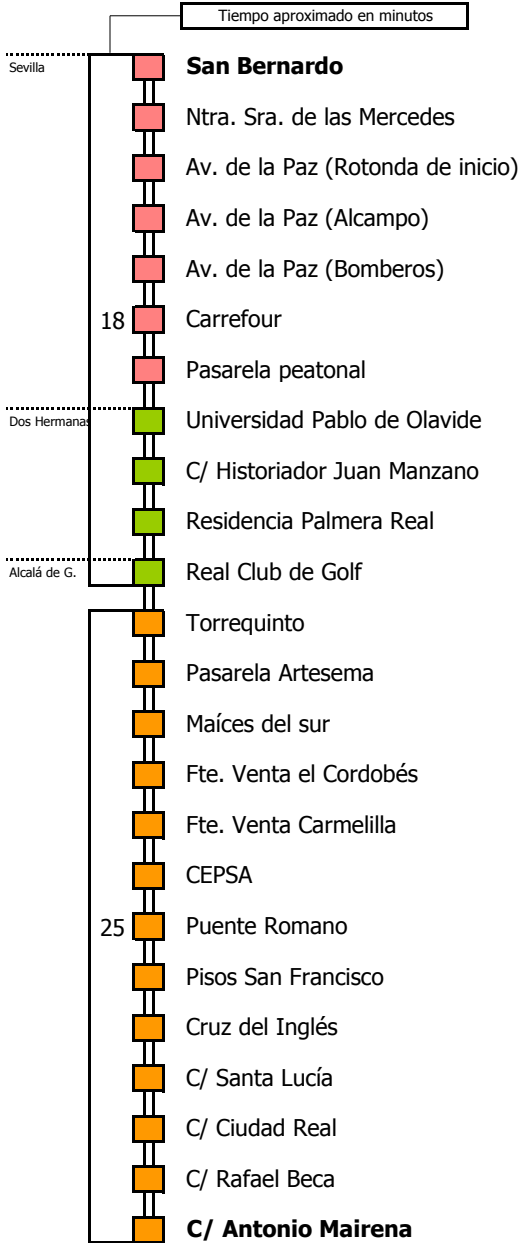 Tiempo aproximado en minutos
Sevilla
San Bernardo
Ntra. Sra. de las Mercedes
Av. de la Paz (Rotonda de inicio)
Av. de la Paz (Alcampo)
Av. de la Paz (Bomberos)
18
Carrefour
Pasarela peatonal
Dos Hermanas
Universidad Pablo de Olavide
C/ Historiador Juan Manzano
Residencia Palmera Real
Alcalá de G.
Real Club de Golf
Torrequinto
Pasarela Artesema
Maíces del sur
Fte. Venta el Cordobés
Fte. Venta Carmelilla
CEPSA
25
Puente Romano
Pisos San Francisco
Cruz del Inglés
C/ Santa Lucía
C/ Ciudad Real
C/ Rafael Beca
C/ Antonio Mairena